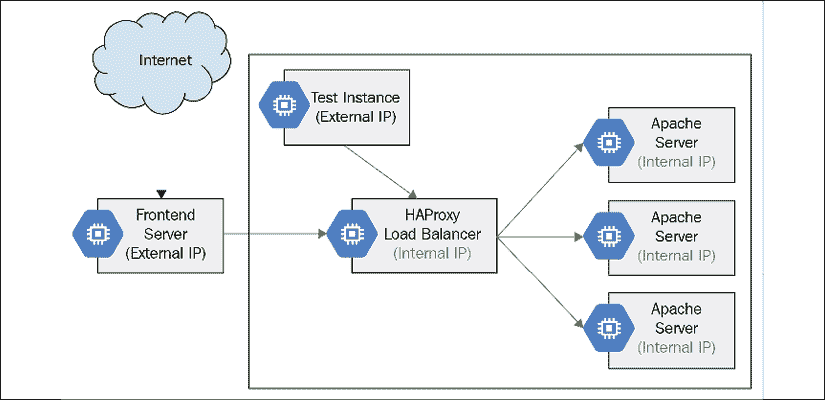 Internet
Test Instance
(External IP)
Apache
Server
(Internal IP)
Frontend
Server
(External IP)
HAProxy
Load Balancer
(Internal IP)
Apache
Server
(Internal IP)
Apache
Server
(Internal IP)